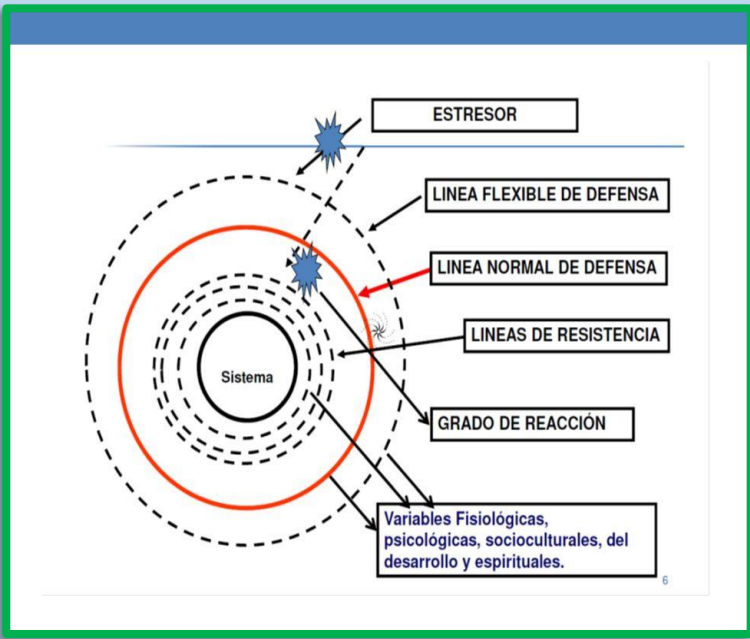 ESTRESOR
LINEA FLEXIBLE DE DEFENSA
LINEA NORMAL DE DEFENSA
LINEAS DE RESISTENCIA
Sistema
GRADO DE REACCIÓN
Variables Fisiológicas,
psicológicas, socioculturales, del
desarrollo y espirituales.
6